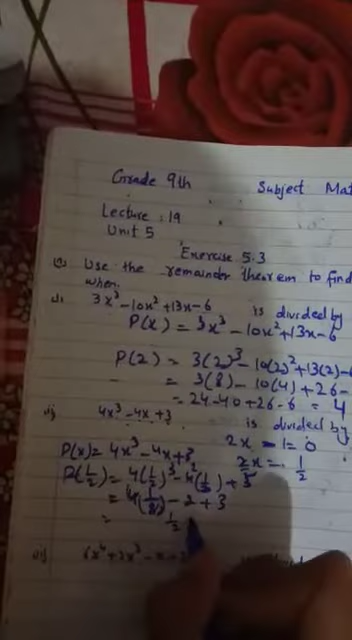 Grade 9th Subject Mat
Lecture : 19
Unit 5
Exercise 5.3
Use the remainder theorem to find
when.
3x³-10x²+13x-6 is divided by
P(x) = 3x³-10x²+13x-6
P(2) = 3(2)³-10(2)²+13(2)-6
= 3(8)-10(4)+26-
= 24-40+26-6 = 4
ii) 4x³-4x+3 is divided by
2x-1=0
P(x)= 4x³-4x+3
P(1/2)= 4(1/2)³-4(1/2)+3
= 4(1/8)-2+3
= 1/2